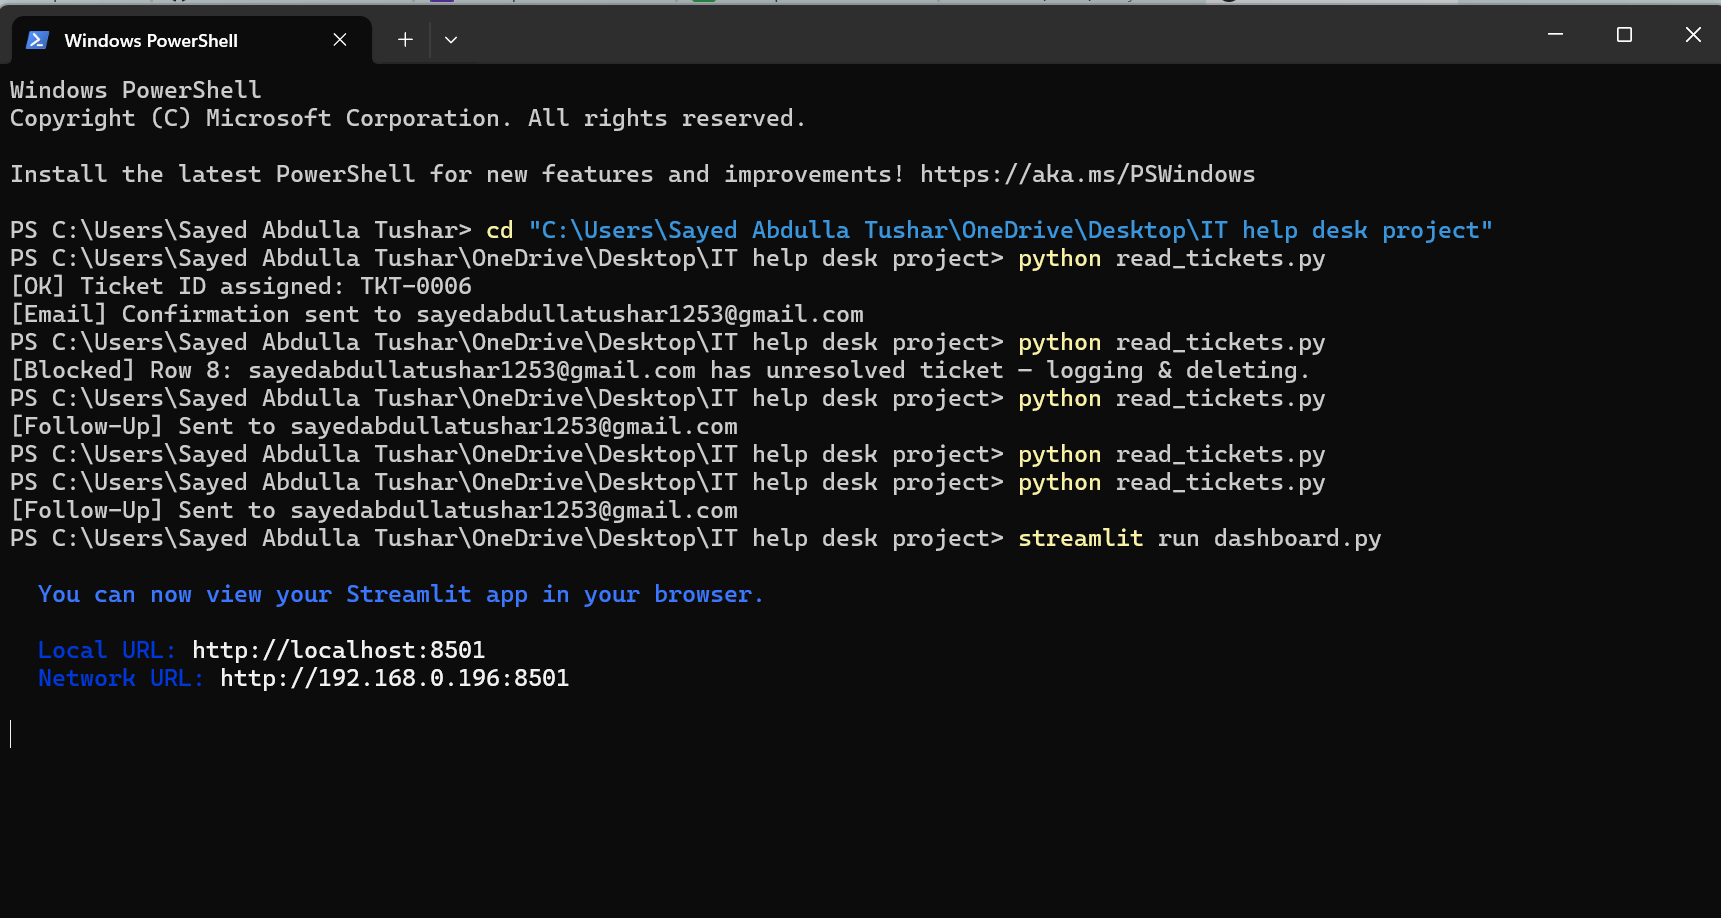 Windows PowerShell
Windows PowerShell
Copyright (C) Microsoft Corporation. All rights reserved.
Install the latest PowerShell for new features and improvements! https://aka.ms/PSWindows
PS C:\Users\Sayed Abdulla Tushar> cd "C:\Users\Sayed Abdulla Tushar\OneDrive\Desktop\IT help desk project"
PS C:\Users\Sayed Abdulla Tushar\OneDrive\Desktop\IT help desk project> python read_tickets.py
[OK] Ticket ID assigned: TKT-0006
[Email] Confirmation sent to sayedabdullatushar1253@gmail.com
PS C:\Users\Sayed Abdulla Tushar\OneDrive\Desktop\IT help desk project> python read_tickets.py
[Blocked] Row 8: sayedabdullatushar1253@gmail.com has unresolved ticket — logging & deleting.
PS C:\Users\Sayed Abdulla Tushar\OneDrive\Desktop\IT help desk project> python read_tickets.py
[Follow-Up] Sent to sayedabdullatushar1253@gmail.com
PS C:\Users\Sayed Abdulla Tushar\OneDrive\Desktop\IT help desk project> python read_tickets.py
PS C:\Users\Sayed Abdulla Tushar\OneDrive\Desktop\IT help desk project> python read_tickets.py
[Follow-Up] Sent to sayedabdullatushar1253@gmail.com
PS C:\Users\Sayed Abdulla Tushar\OneDrive\Desktop\IT help desk project> streamlit run dashboard.py
You can now view your Streamlit app in your browser.
Local URL: http://localhost:8501
Network URL: http://192.168.0.196:8501